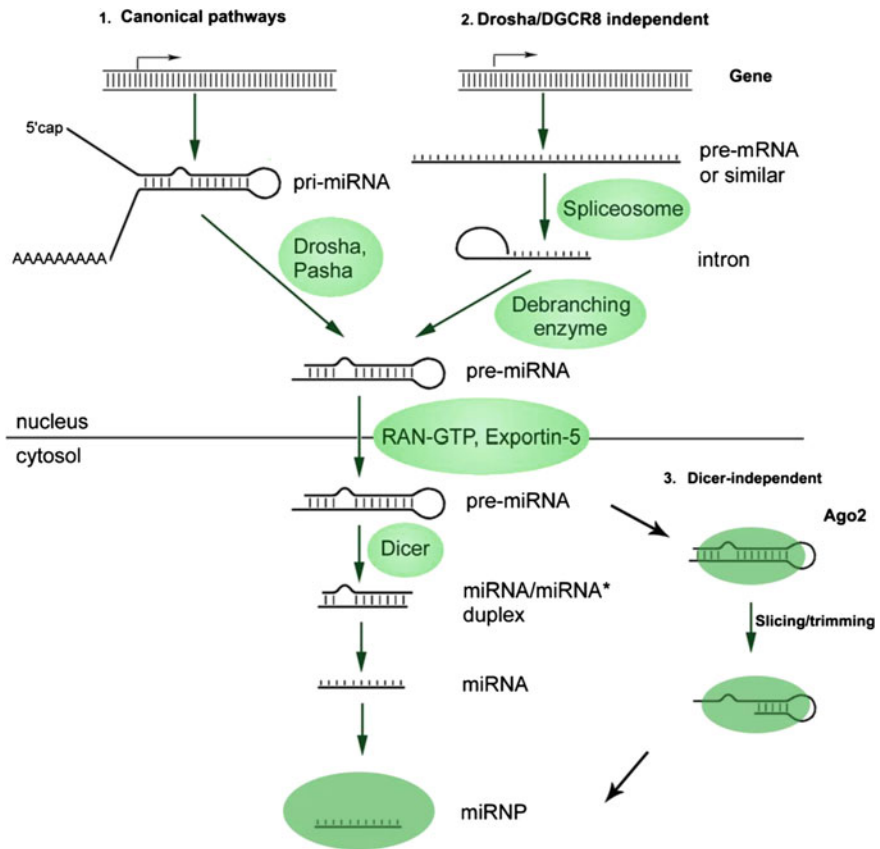 1. Canonical pathways
2. Drosha/DGCR8 independent
Gene
5'cap
pri-miRNA
AAAAAAAAA
pre-mRNA
or similar
Spliceosome
intron
Drosha,
Pasha
Debranching
enzyme
pre-miRNA
nucleus
cytosol
RAN-GTP, Exportin-5
pre-miRNA
3. Dicer-independent
Ago2
Dicer
miRNA/miRNA*
duplex
Slicing/trimming
miRNA
miRNP